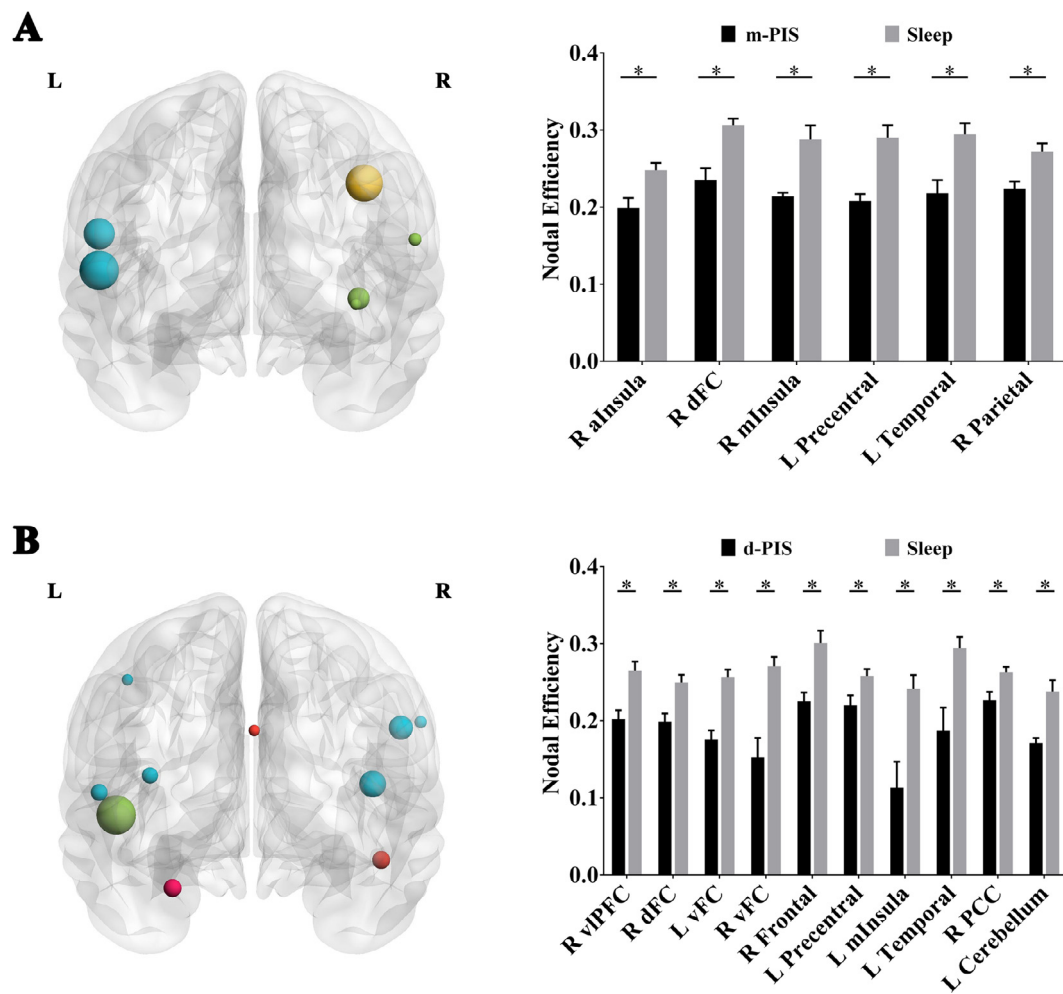 A
L
R
m-PIS
Sleep
* * * * * *
Nodal Efficiency
0.4
0.3
0.2
0.1
0.0
R aInsula
R dFC
R mInsula
L Precentral
L Temporal
R Parietal
B
L
R
d-PIS
Sleep
* * * * * * * * * *
Nodal Efficiency
0.4
0.3
0.2
0.1
0.0
R vlPFC
R dFC
L vFC
R vFC
R Frontal
L Precentral
L mInsula
L Temporal
R PCC
L Cerebellum